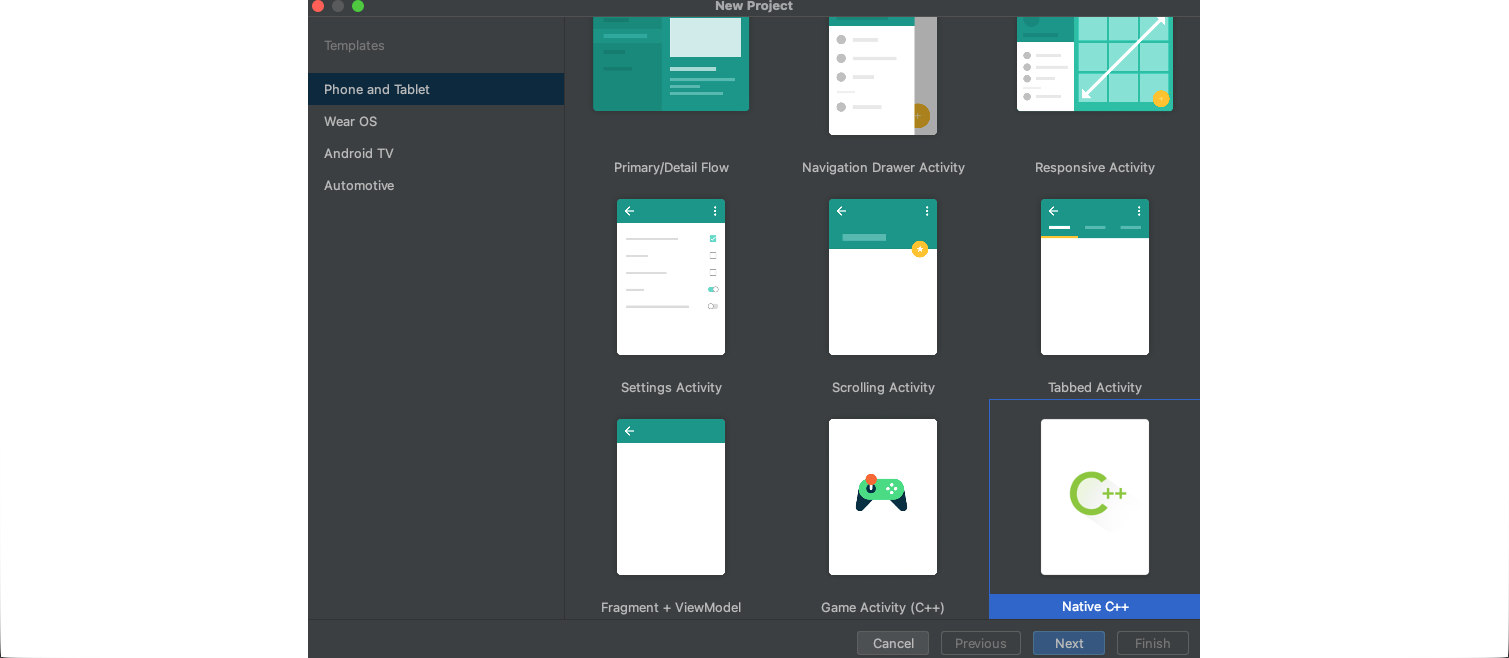 New Project
Templates
Phone and Tablet
Wear OS
Android TV
Automotive
Primary/Detail Flow
Navigation Drawer Activity
Responsive Activity
Settings Activity
Scrolling Activity
Tabbed Activity
C++
Fragment + ViewModel
Game Activity (C++)
Native C++
Cancel
Previous
Next
Finish